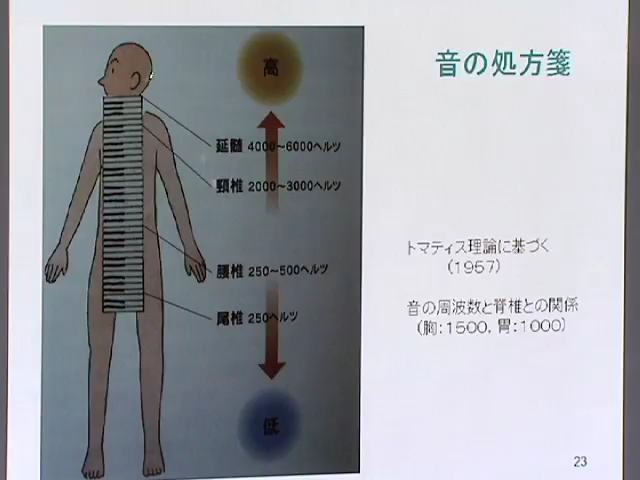 音の処方箋
高
延髄 4000〜6000ヘルツ
頸椎 2000〜3000ヘルツ
腰椎 250〜500ヘルツ
尾椎 250ヘルツ
低
トマティス理論に基づく
(1957)
音の周波数と脊椎との関係
(胸:1500, 胃:1000)
23